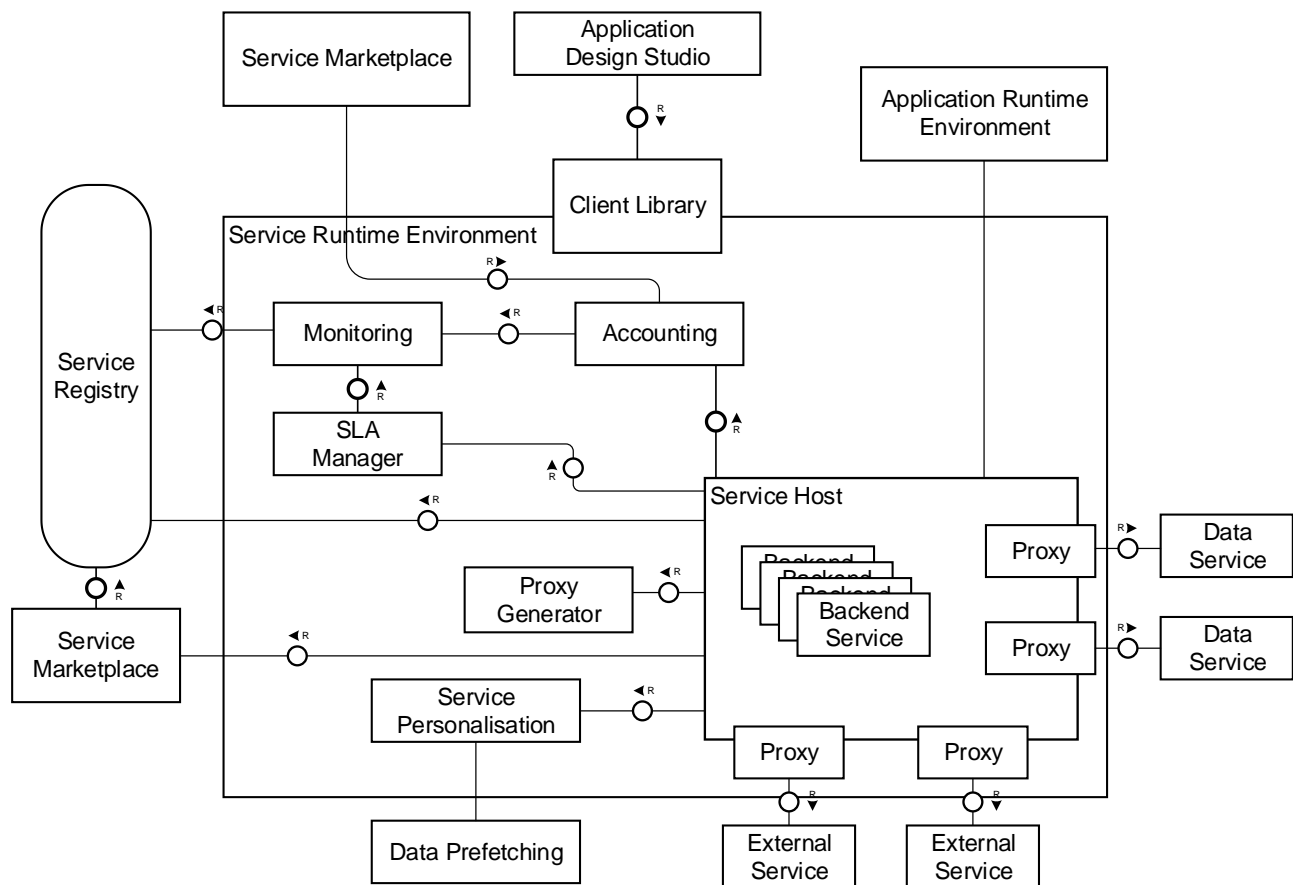 Service Marketplace
Application
Design Studio
Application Runtime
Environment
R
Client Library
Service Runtime Environment
R
R
R
Monitoring
Accounting
Service
Registry
R
R
SLA
Manager
R
Service Host
R
R
Proxy
Data
Service
Backend
Backend
Backend
Backend
Service
R
Proxy
Generator
R
R
Proxy
Data
Service
Service
Marketplace
R
Service
Personalisation
R
Proxy
Proxy
R
R
Data Prefetching
External
Service
External
Service